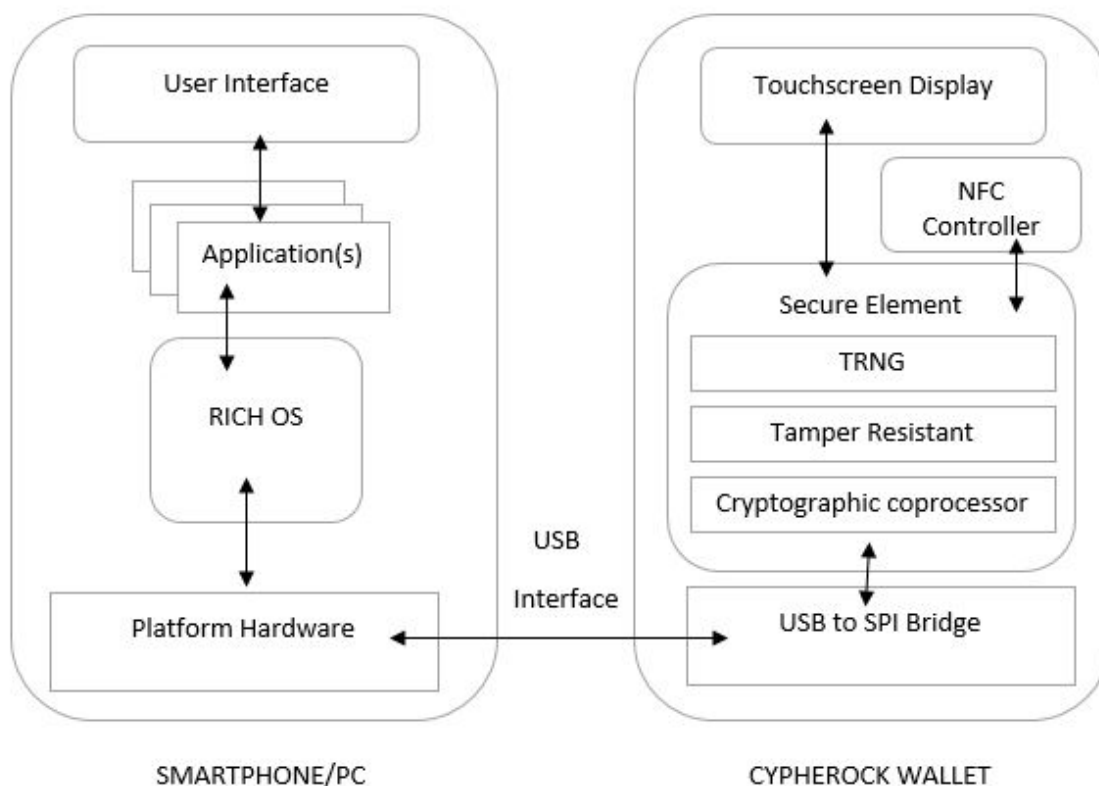 User Interface
Application(s)
RICH OS
Platform Hardware
SMARTPHONE/PC
USB
Interface
Touchscreen Display
NFC
Controller
Secure Element
TRNG
Tamper Resistant
Cryptographic coprocessor
USB to SPI Bridge
CYPHEROCK WALLET